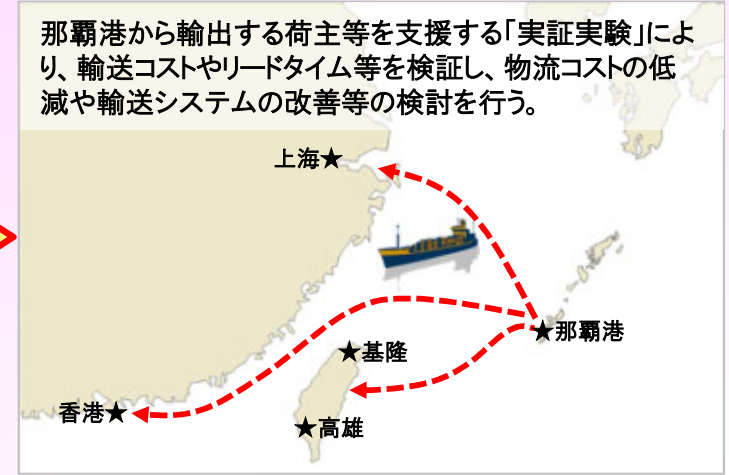 那覇港から輸出する荷主等を支援する｢実証実験｣によ
り、輸送コストやリードタイム等を検証し、物流コストの低
減や輸送システムの改善等の検討を行う。
上海★
★那覇港
★基隆
香港★
★高雄